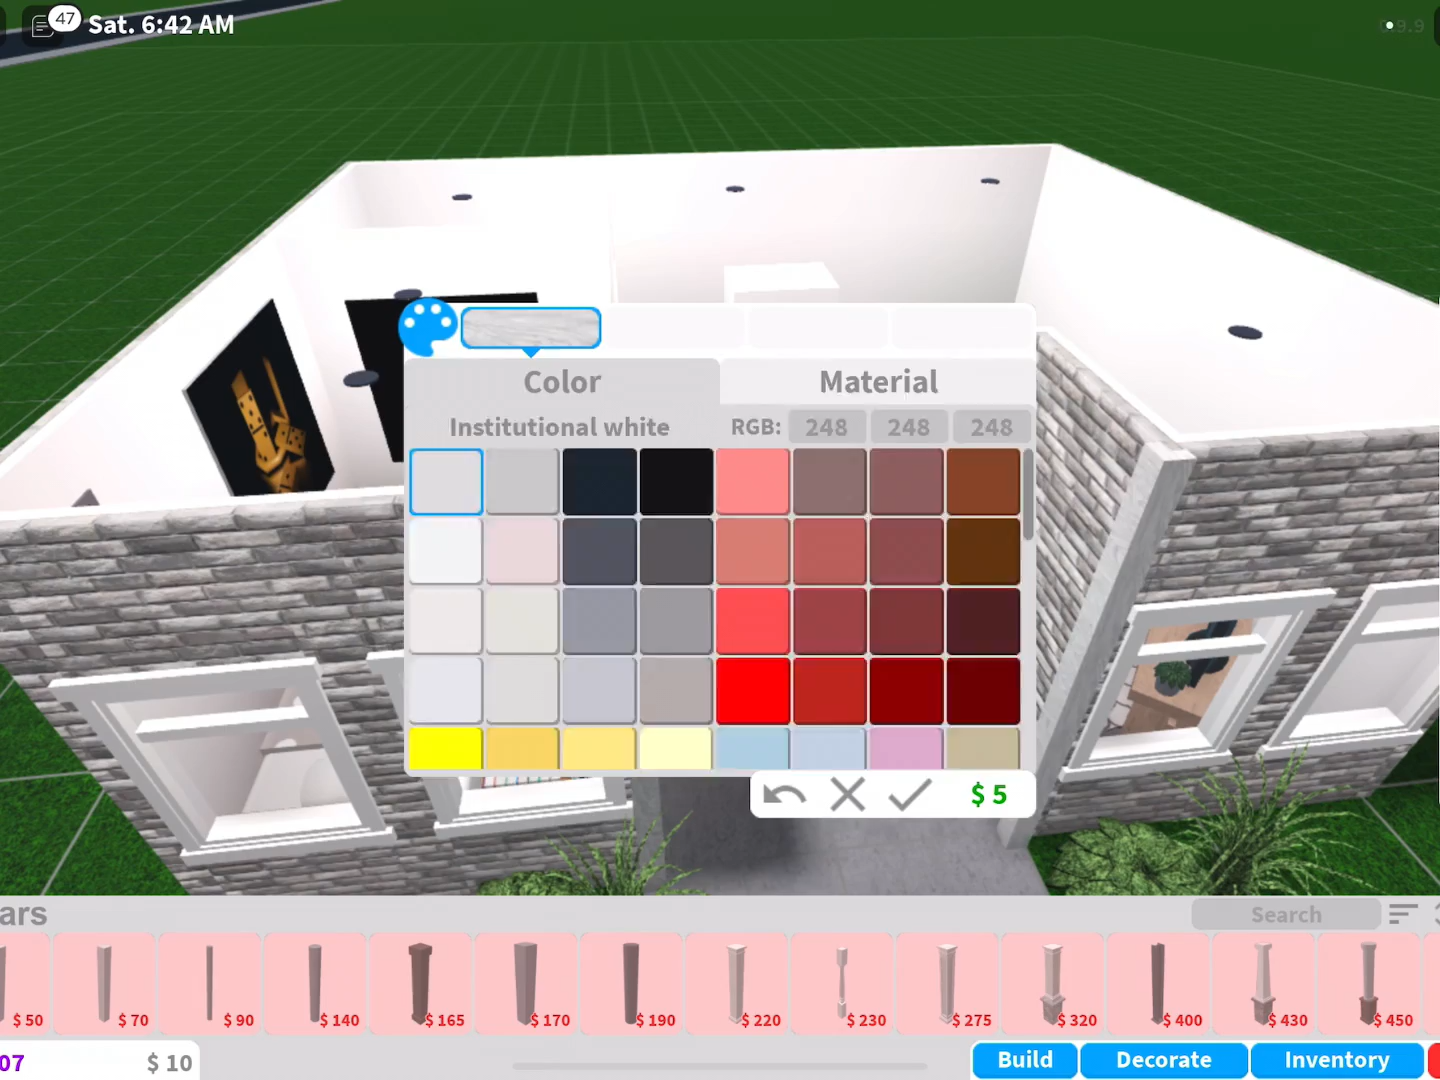 47 Sat. 6:42 AM
Color Material
Institutional white RGB: 248 248 248
$ 5
ars Search
$ 50 $ 70 $ 90 $ 140 $ 165 $ 170 $ 190 $ 220 $ 230 $ 275 $ 320 $ 400 $ 430 $ 450
07 $ 10 Build Decorate Inventory